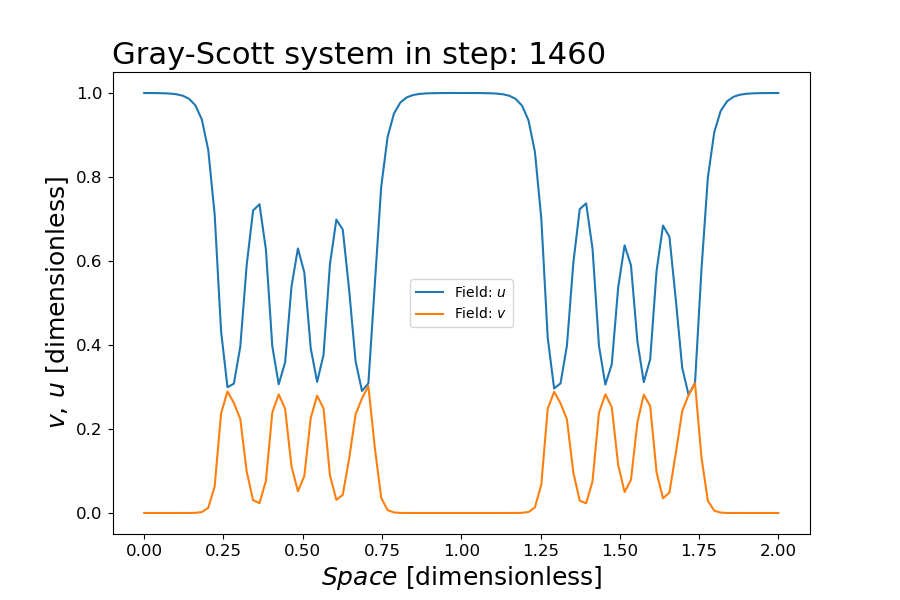 Gray-Scott system in step: 1460
v, u [dimensionless]
1.0
0.8
0.6
0.4
0.2
0.0
Field: u
Field: v
0.00 0.25 0.50 0.75 1.00 1.25 1.50 1.75 2.00
Space [dimensionless]